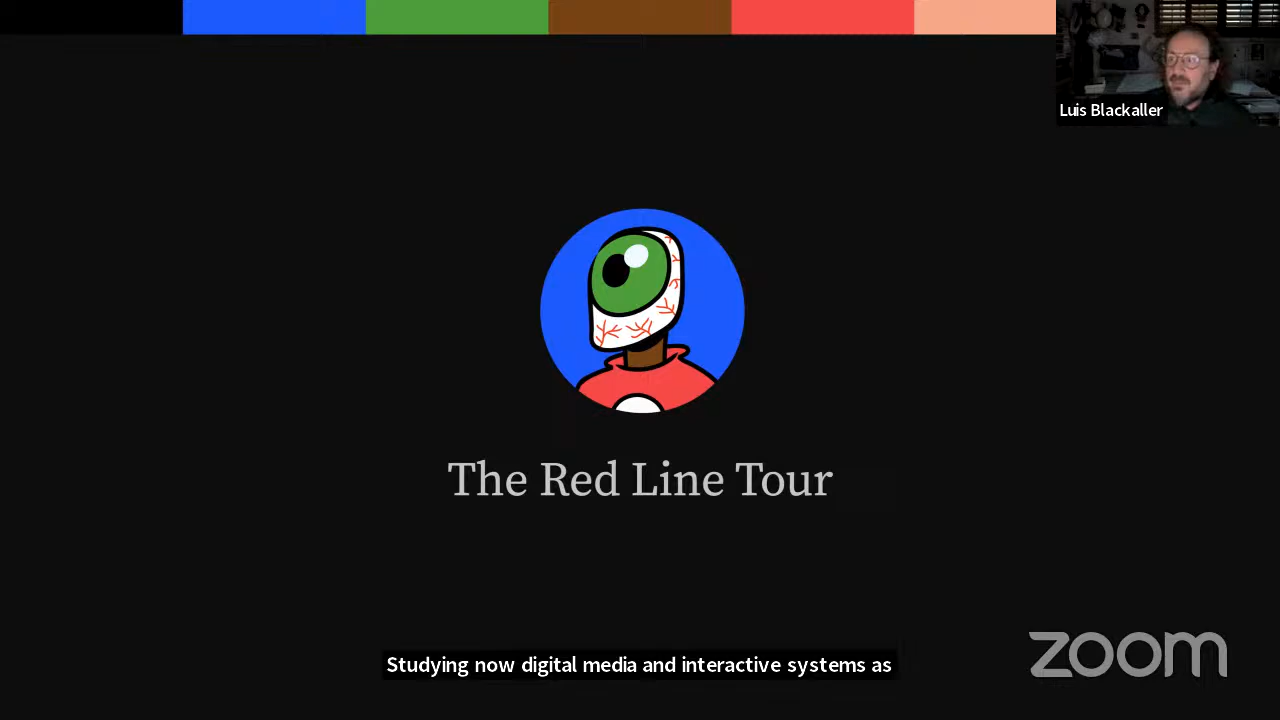 Luis Blackaller
The Red Line Tour
Studying now digital media and interactive systems as
zoom